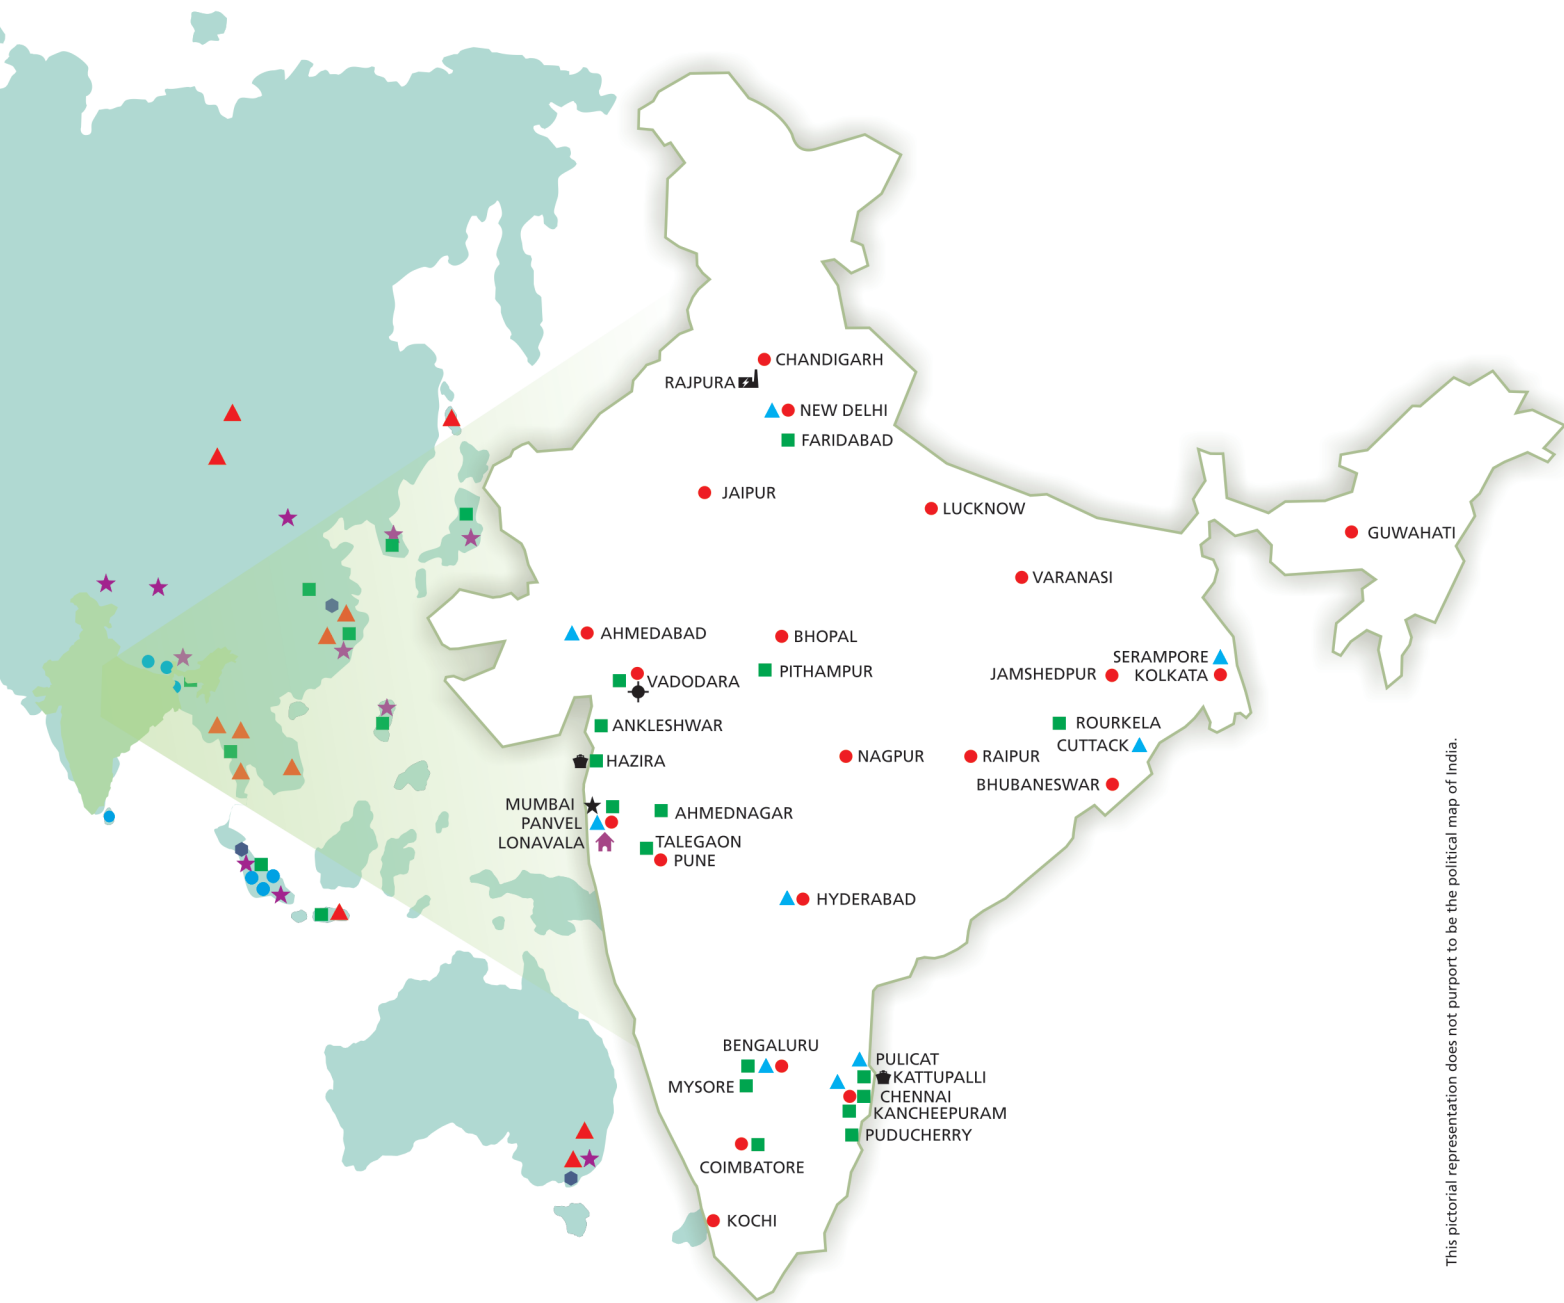 CHANDIGARH
RAJPURA
NEW DELHI
FARIDABAD
JAIPUR
LUCKNOW
GUWAHATI
VARANASI
AHMEDABAD
BHOPAL
SERAMPORE
PITHAMPUR
JAMSHEDPUR
KOLKATA
VADODARA
ROURKELA
ANKLESHWAR
CUTTACK
NAGPUR
RAIPUR
HAZIRA
BHUBANESWAR
MUMBAI
AHMEDNAGAR
PANVEL
LONAVALA
TALEGAON
PUNE
HYDERABAD
BENGALURU
PULICAT
KATTUPALLI
MYSORE
CHENNAI
KANCHEEPURAM
PUDUCHERRY
COIMBATORE
KOCHI
This pictorial representation does not purport to be the political map of India.